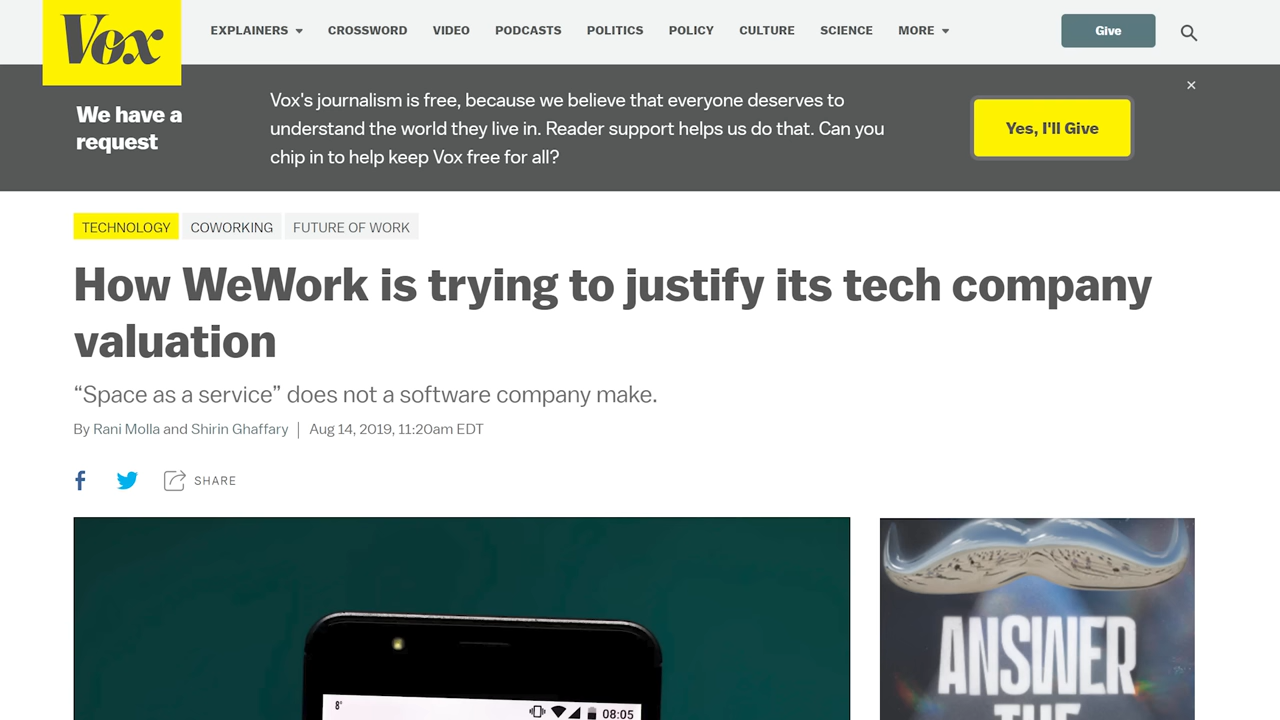 Vox
EXPLAINERS
CROSSWORD
VIDEO
PODCASTS
POLITICS
POLICY
CULTURE
SCIENCE
MORE
Give
We have a
request
Vox's journalism is free, because we believe that everyone deserves to
understand the world they live in. Reader support helps us do that. Can you
chip in to help keep Vox free for all?
Yes, I'll Give
TECHNOLOGY
COWORKING
FUTURE OF WORK
How WeWork is trying to justify its tech company
valuation
“Space as a service” does not a software company make.
By Rani Molla and Shirin Ghaffary | Aug 14, 2019, 11:20am EDT
SHARE
8°
08:05
ANSWER
THE